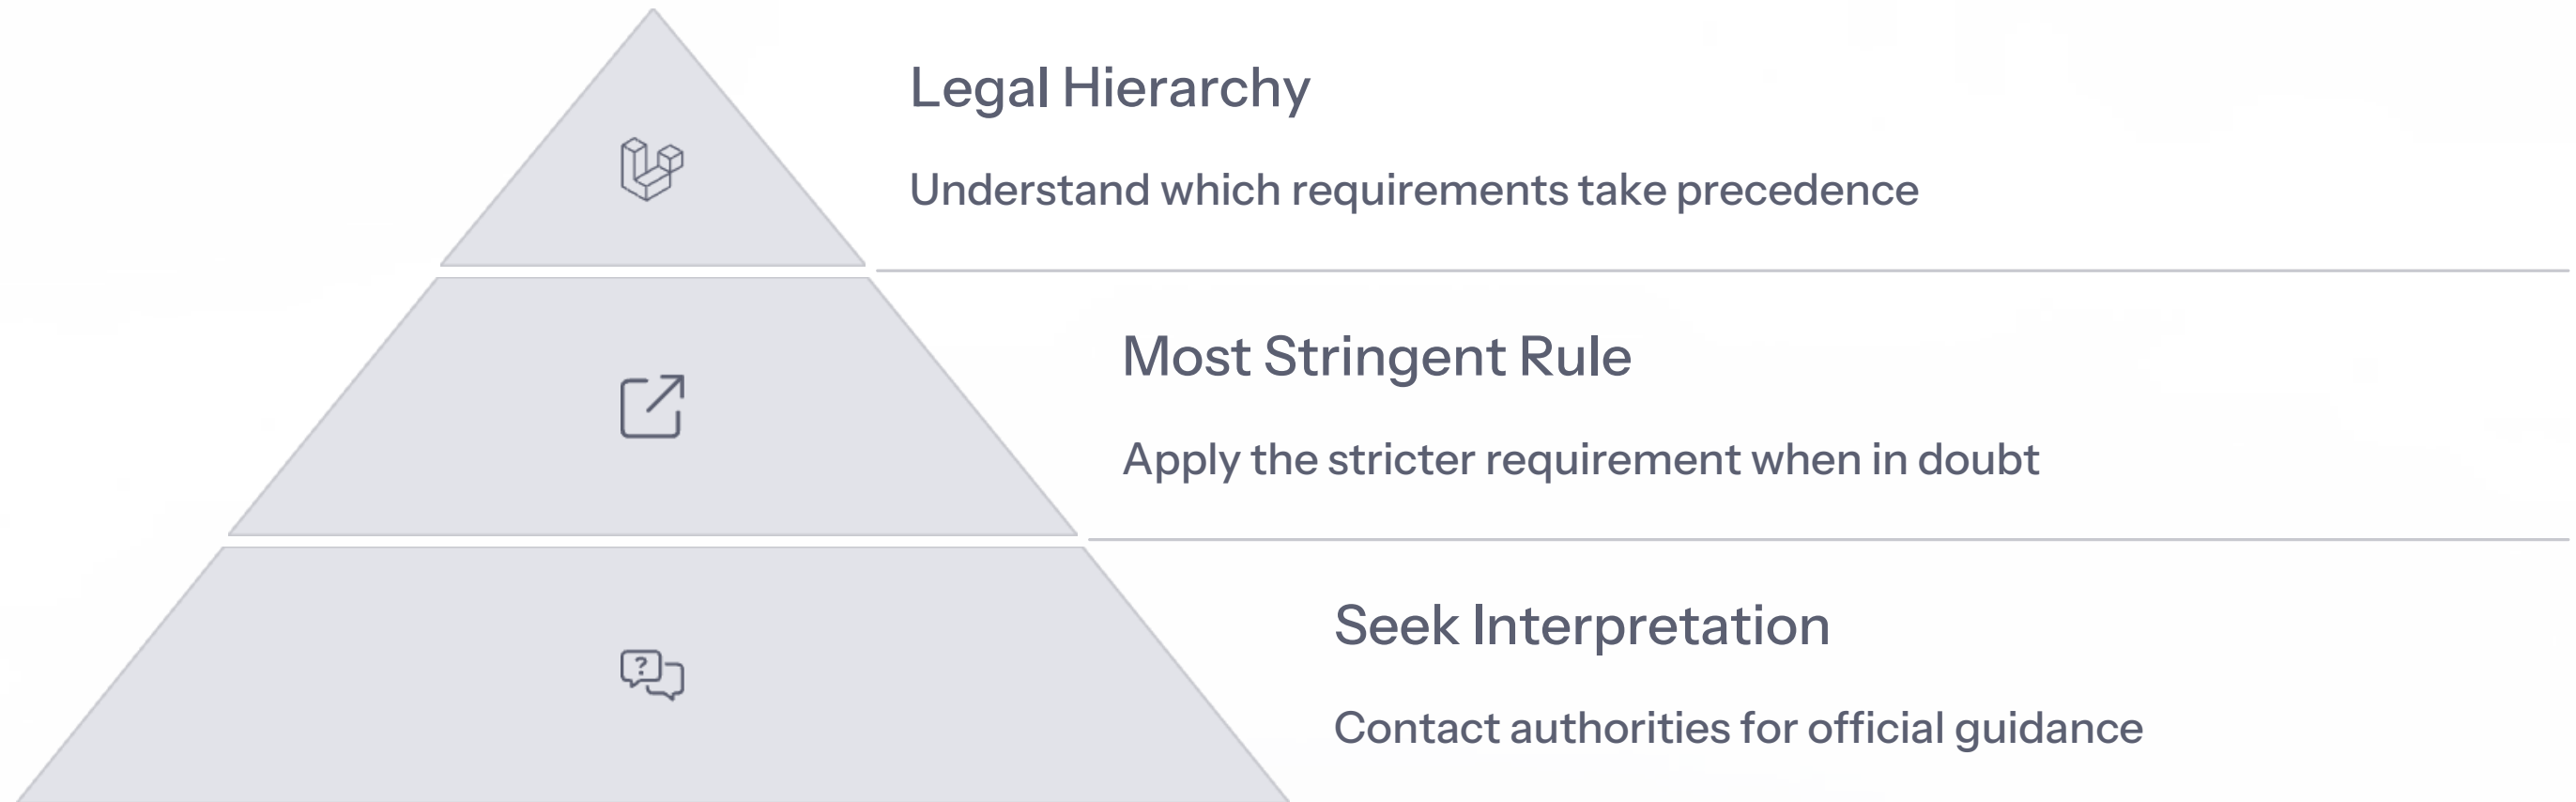 Legal Hierarchy
Understand which requirements take precedence
Most Stringent Rule
Apply the stricter requirement when in doubt
?
Seek Interpretation
Contact authorities for official guidance